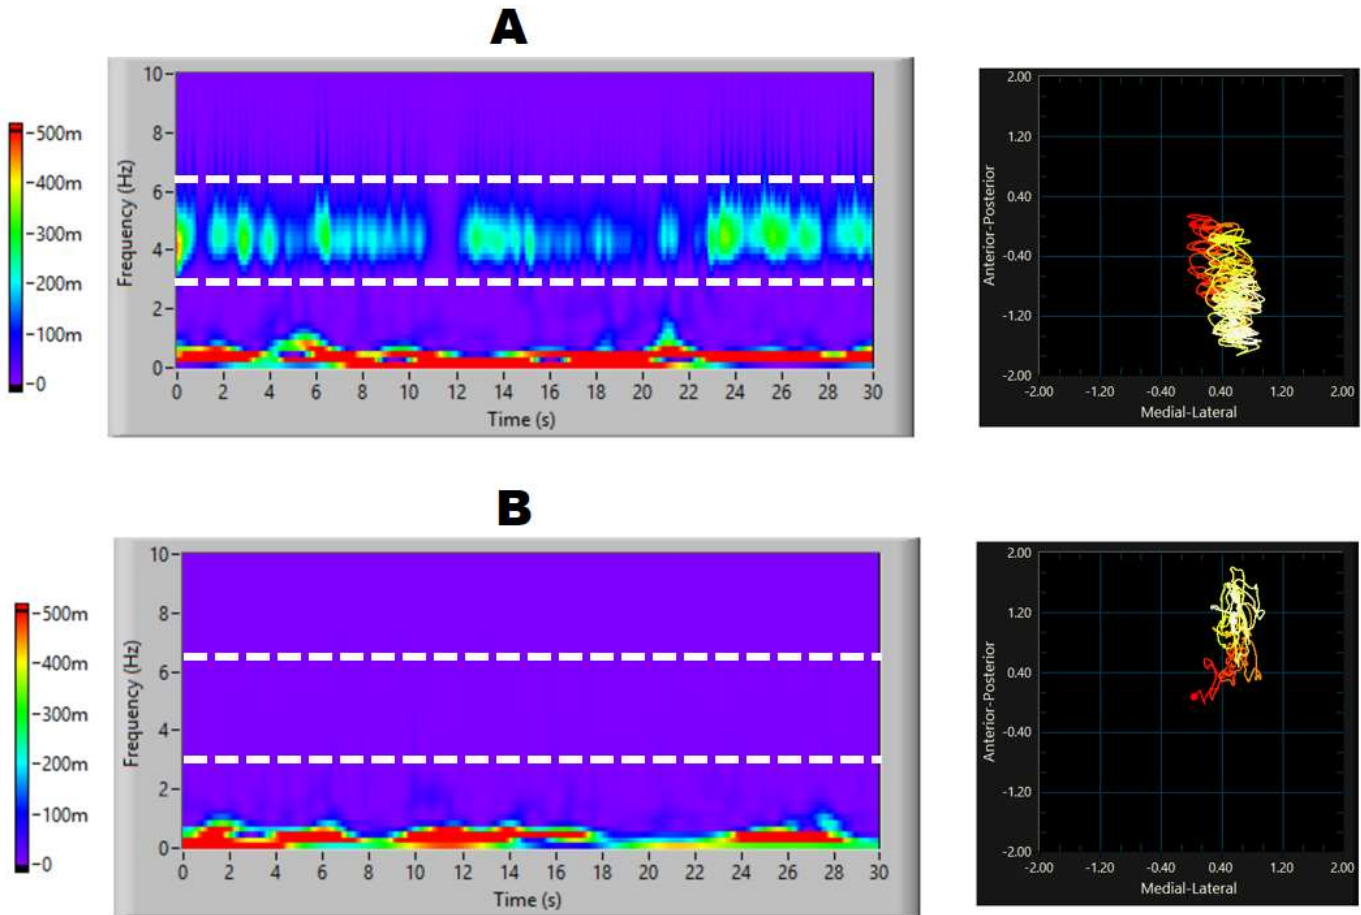 A
500m
400m
300m
200m
100m
0
Frequency (Hz)
10
8
6
4
2
0
0 2 4 6 8 10 12 14 16 18 20 22 24 26 28 30
Time (s)
Anterior-Posterior
2.00
1.20
0.40
-0.40
-1.20
-2.00
-2.00 -1.20 -0.40 0.40 1.20 2.00
Medial-Lateral
B
500m
400m
300m
200m
100m
0
Frequency (Hz)
10
8
6
4
2
0
0 2 4 6 8 10 12 14 16 18 20 22 24 26 28 30
Time (s)
Anterior-Posterior
2.00
1.20
0.40
-0.40
-1.20
-2.00
-2.00 -1.20 -0.40 0.40 1.20 2.00
Medial-Lateral